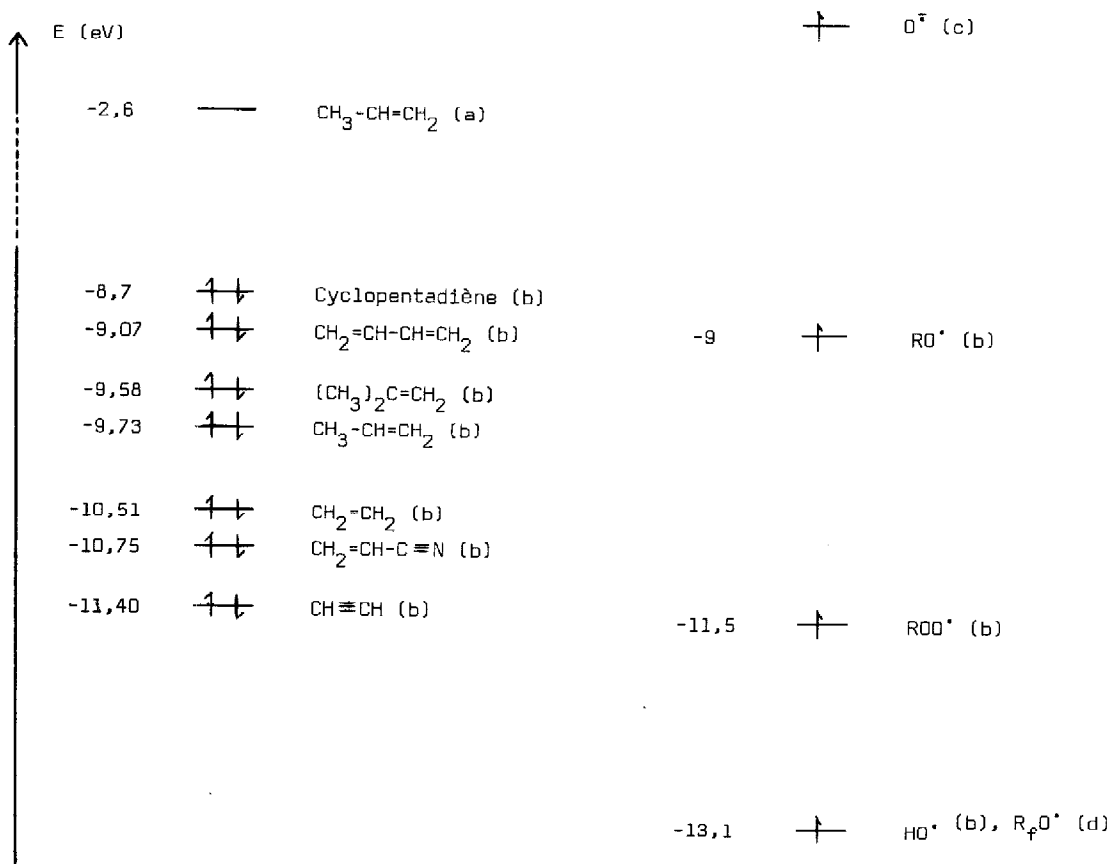 O⁻• (c)
E (eV)
-2,6 CH3-CH=CH2 (a)
-8,7 Cyclopentadiène (b)
-9,07 CH2=CH-CH=CH2 (b)
-9 RO• (b)
-9,58 (CH3)2C=CH2 (b)
-9,73 CH3-CH=CH2 (b)
-10,51 CH2=CH2 (b)
-10,75 CH2=CH-C≡N (b)
-11,40 CH≡CH (b)
-11,5 ROO• (b)
-13,1 HO• (b), RfO• (d)